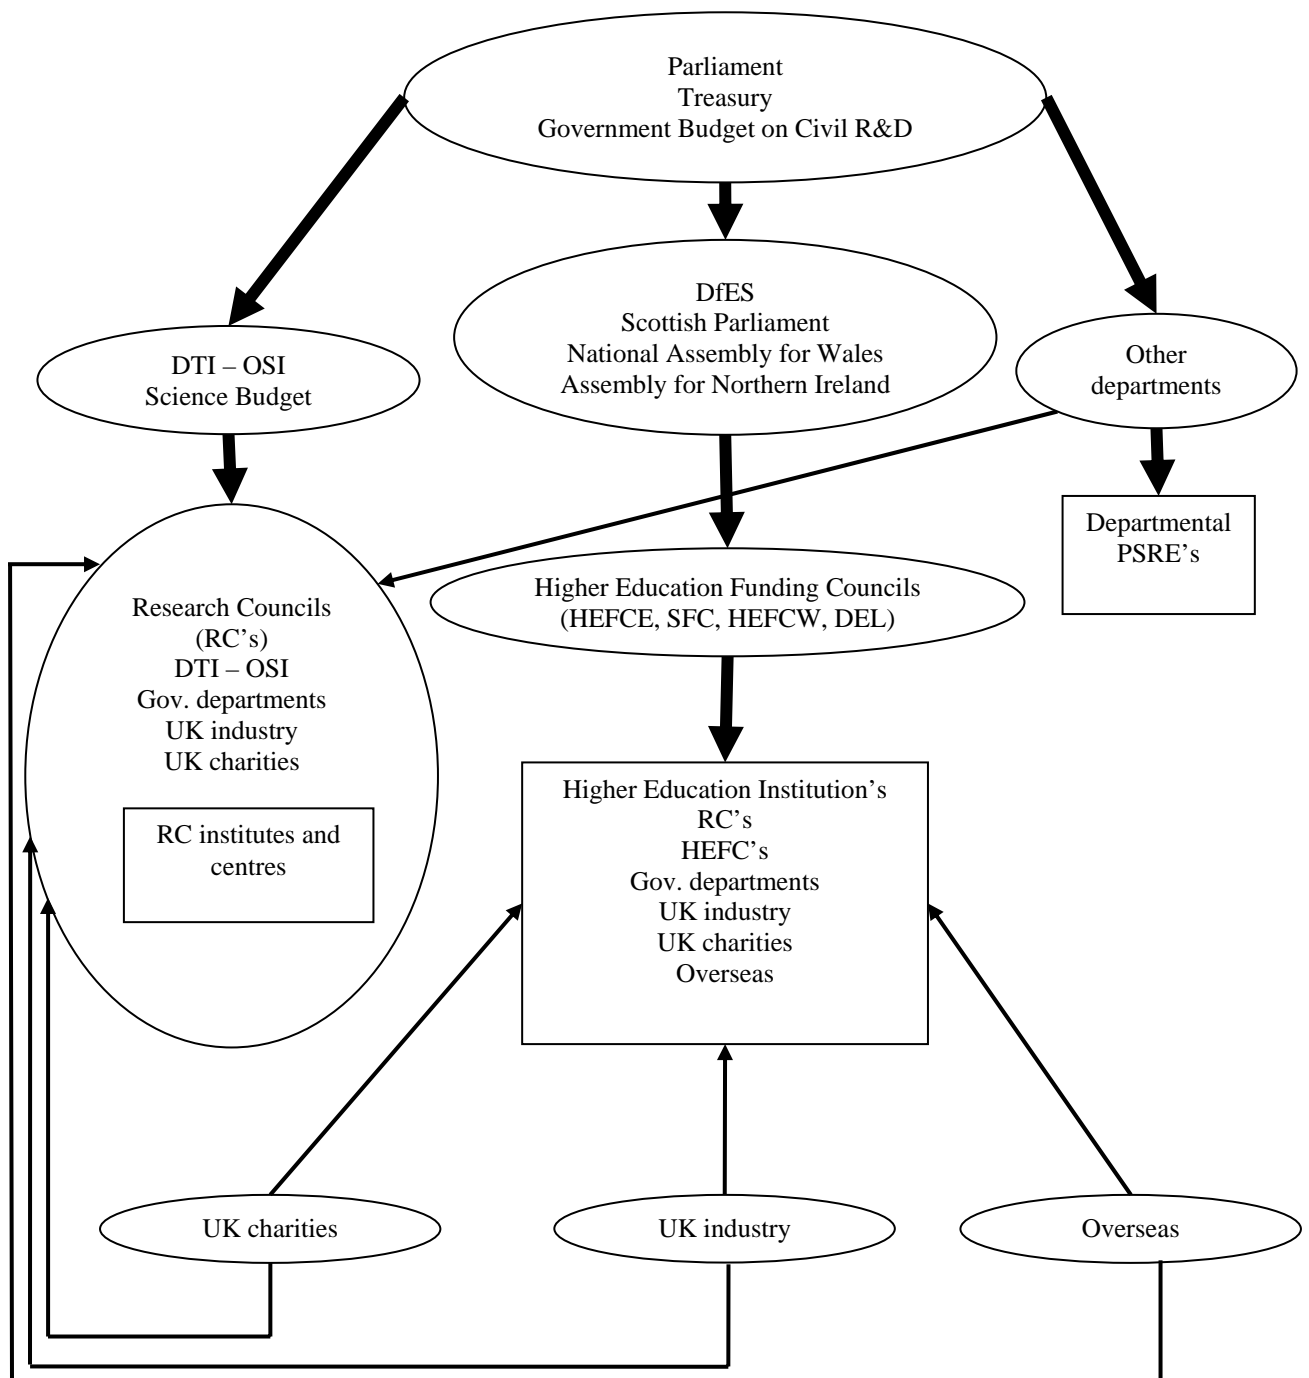 Parliament
Treasury
Government Budget on Civil R&D
DfES
Scottish Parliament
National Assembly for Wales
Assembly for Northern Ireland
DTI – OSI
Science Budget
Other
departments
Departmental
PSRE’s
Higher Education Funding Councils
(HEFCE, SFC, HEFCW, DEL)
Research Councils
(RC’s)
DTI – OSI
Gov. departments
UK industry
UK charities
RC institutes and
centres
Higher Education Institution’s
RC’s
HEFC’s
Gov. departments
UK industry
UK charities
Overseas
UK charities
UK industry
Overseas